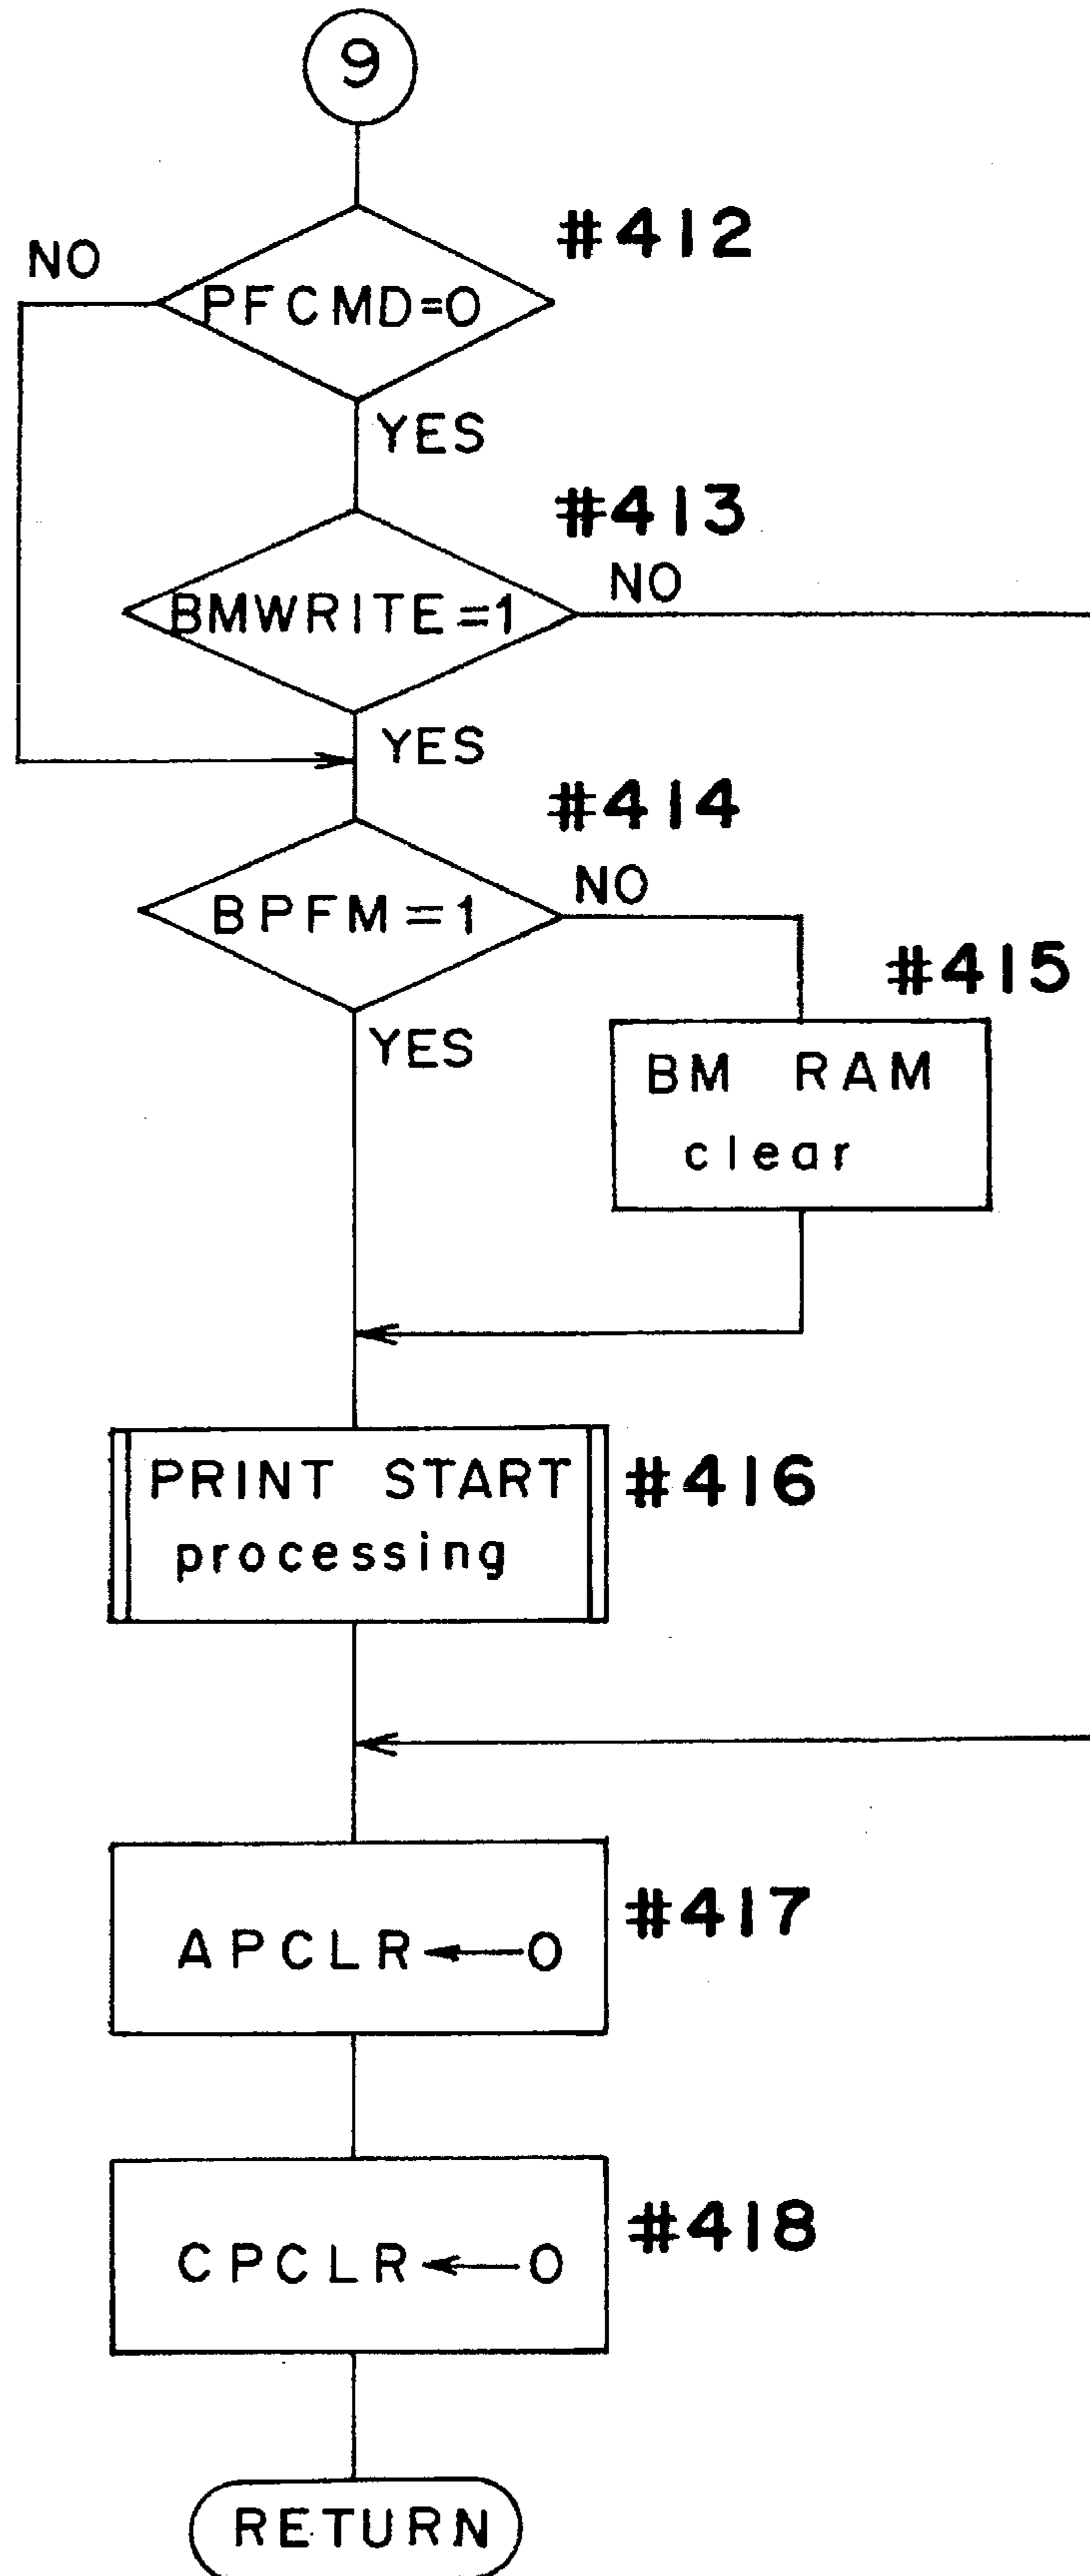 9
#412
NO
PFCMD=0
YES
#413
NO
BMWRITE=1
YES
#414
NO
BPFM=1
#415
YES
BM RAM
clear
PRINT START
processing
#416
#417
APCLR←0
#418
CPCLR←0
RETURN